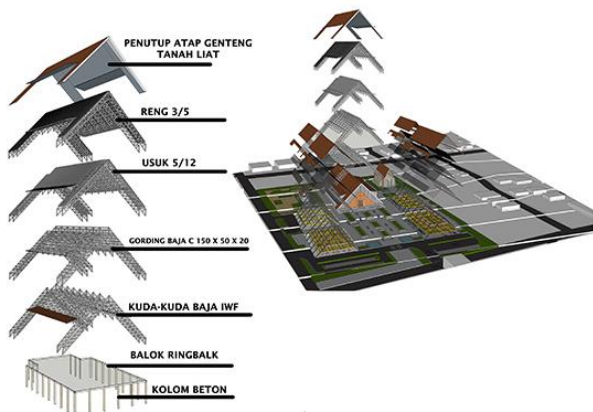 PENUTUP ATAP GENTENG
TANAH LIAT
RENG 3/5
USUK 5/12
GORDING BAJA C 150 X 50 X 20
KUDA-KUDA BAJA IWF
BALOK RINGBALK
KOLOM BETON